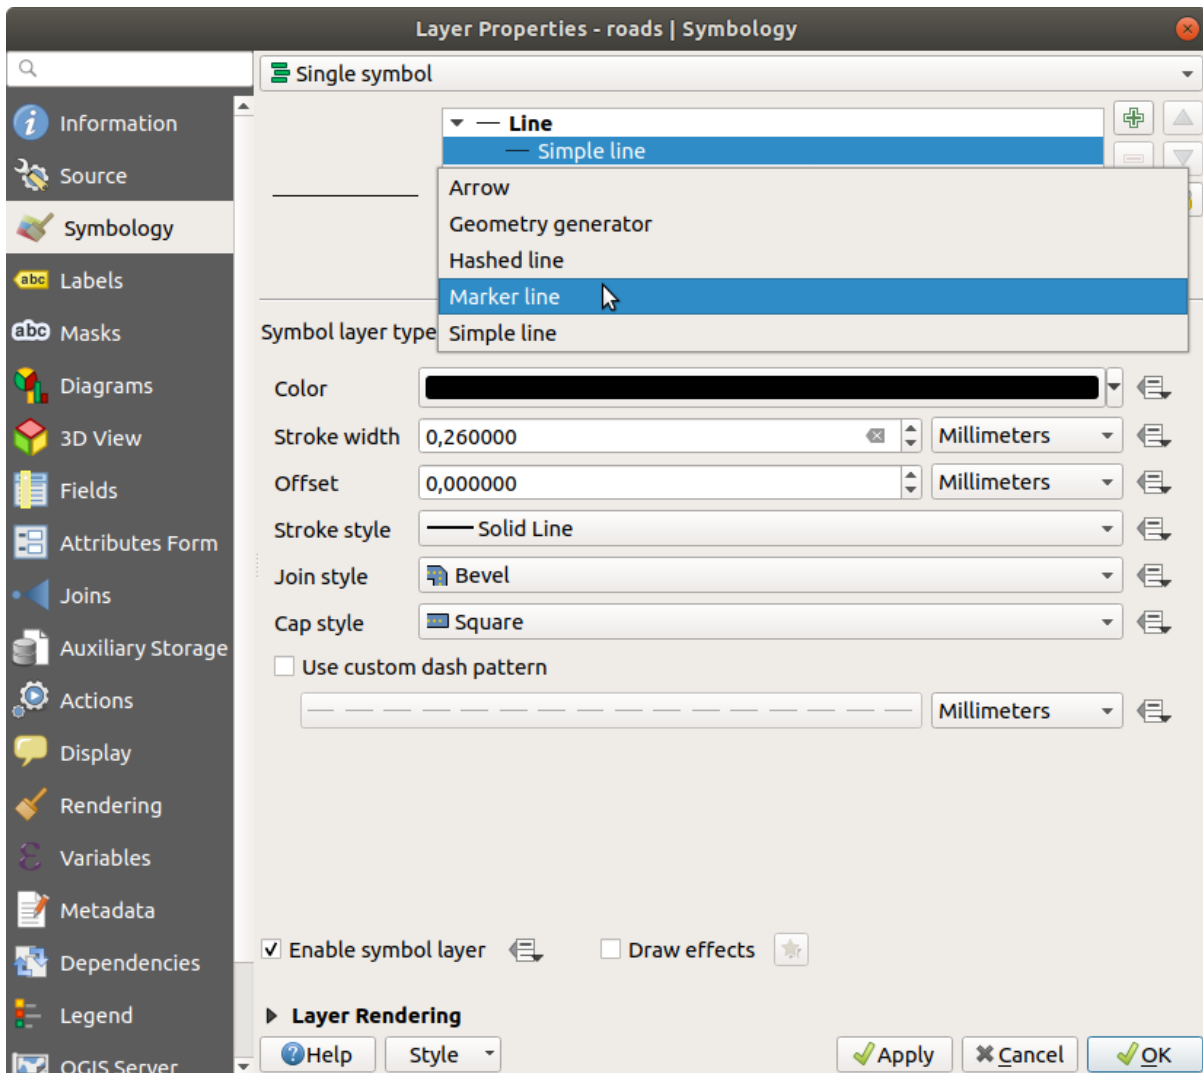 Layer Properties - roads | Symbology
Information
Source
Symbology
abc Labels
abc Masks
Diagrams
3D View
Fields
Attributes Form
Joins
Auxiliary Storage
Actions
Display
Rendering
Variables
Metadata
Dependencies
Legend
QGIS Server
Single symbol
Line
Simple line
Arrow
Geometry generator
Hashed line
Marker line
Simple line
Symbol layer type
Color
Stroke width 0,260000 Millimeters
Offset 0,000000 Millimeters
Stroke style Solid Line
Join style Bevel
Cap style Square
Use custom dash pattern
Millimeters
Enable symbol layer Draw effects
Layer Rendering
Help Style Apply Cancel OK